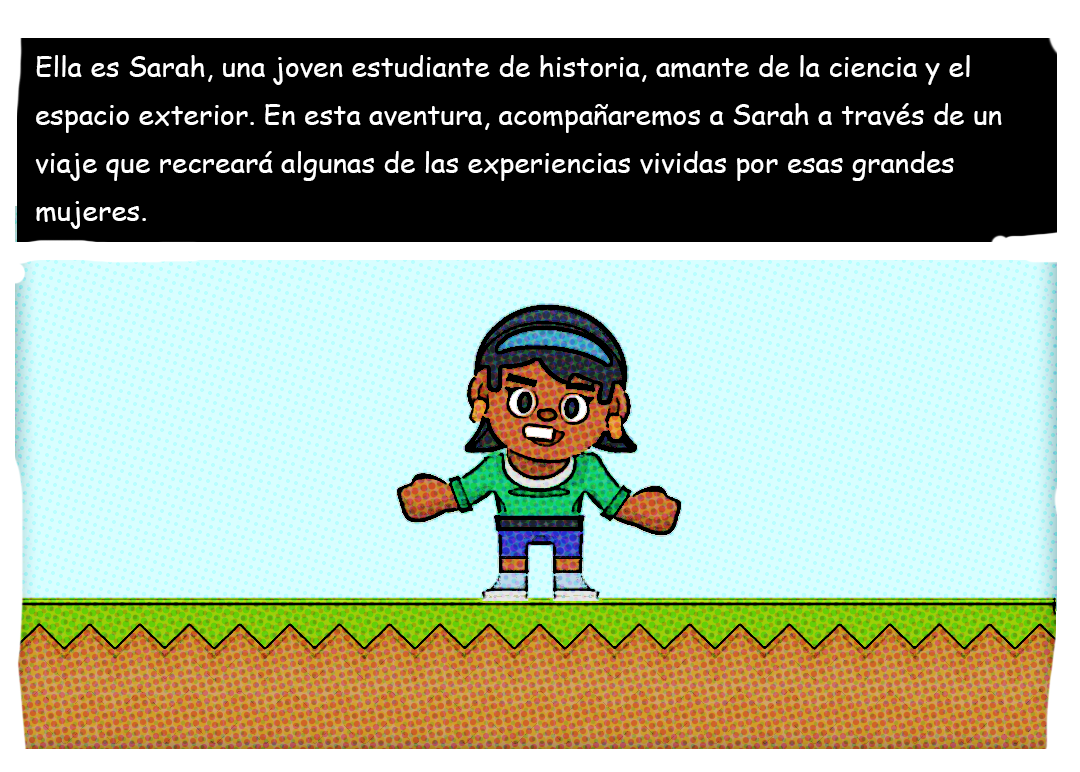 Ella es Sarah, una joven estudiante de historia, amante de la ciencia y el
espacio exterior. En esta aventura, acompañaremos a Sarah a través de un
viaje que recreará algunas de las experiencias vividas por esas grandes
mujeres.